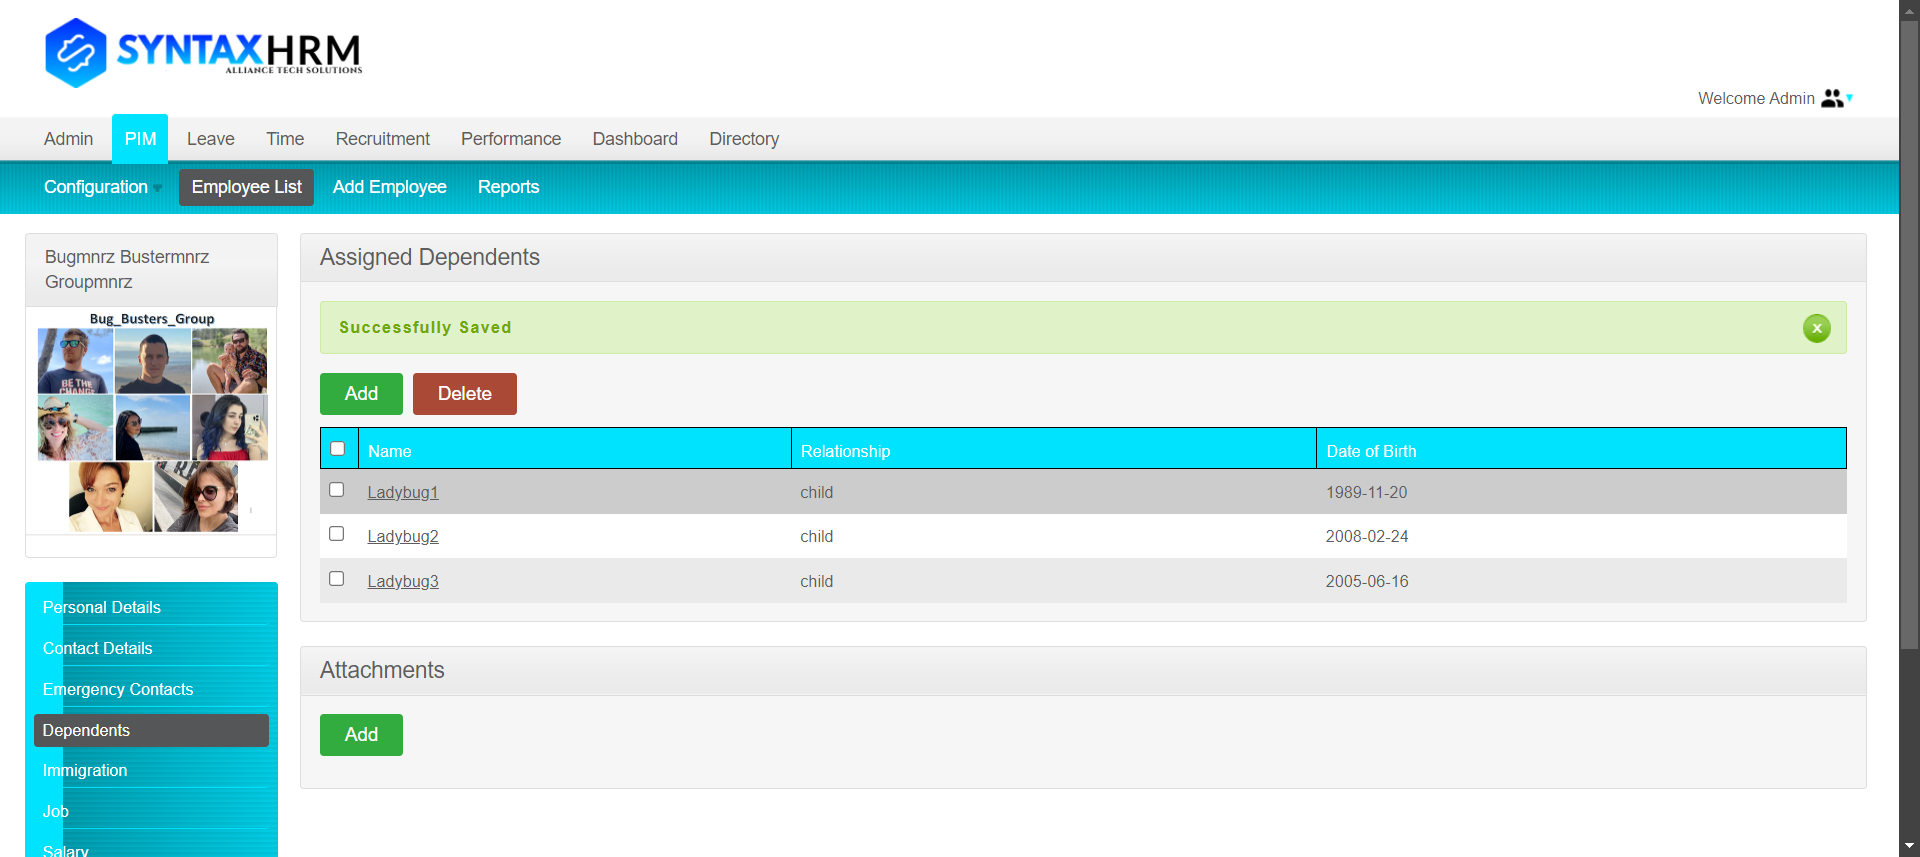 SYNTAXHRM
ALLIANCE TECH SOLUTIONS
Welcome Admin
Admin PIM Leave Time Recruitment Performance Dashboard Directory
Configuration Employee List Add Employee Reports
Bugmnrz Bustermnrz
Groupmnrz
Bug_Busters_Group
BE THE
CHANGE
Personal Details
Contact Details
Emergency Contacts
Dependents
Immigration
Job
Salary
Assigned Dependents
Successfully Saved
x
Add Delete
Name Relationship Date of Birth
Ladybug1 child 1989-11-20
Ladybug2 child 2008-02-24
Ladybug3 child 2005-06-16
Attachments
Add